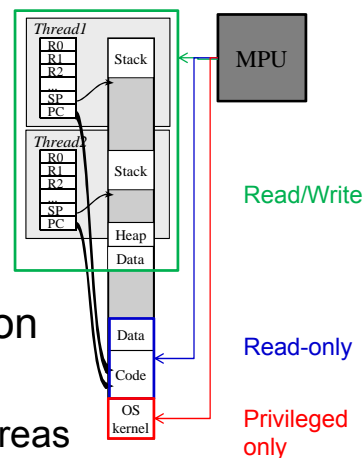 Thread1
R0
R1
R2
...
SP
PC
Stack
MPU
Thread2
R0
R1
R2
...
SP
PC
Stack
Read/Write
Heap
Data
on
Data
Read-only
Code
reas
OS
kernel
Privileged
only